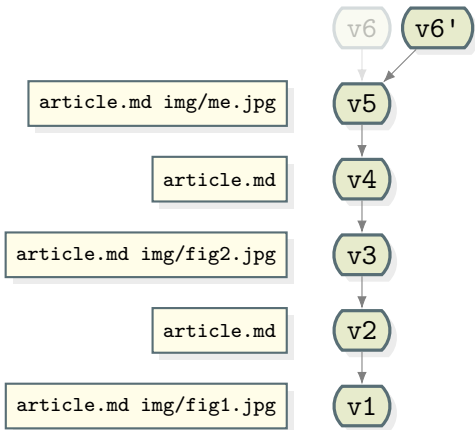 v6 v6'
article.md img/me.jpg v5
article.md v4
article.md img/fig2.jpg v3
article.md v2
article.md img/fig1.jpg v1